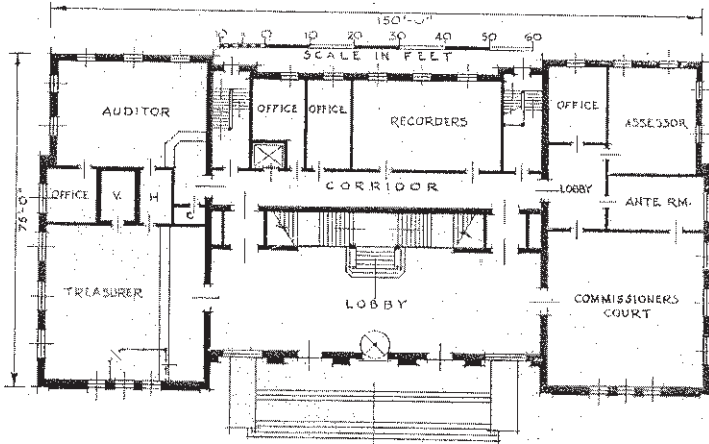 150'-0"
10 0 10 20 30 40 50 60
SCALE IN FEET
AUDITOR
OFFICE
OFFICE
RECORDERS
OFFICE
ASSESSOR
CORRIDOR
LOBBY
OFFICE
V.
H
ANTE RM.
C
75'-0"
TREASURER
LOBBY
COMMISSIONERS
COURT